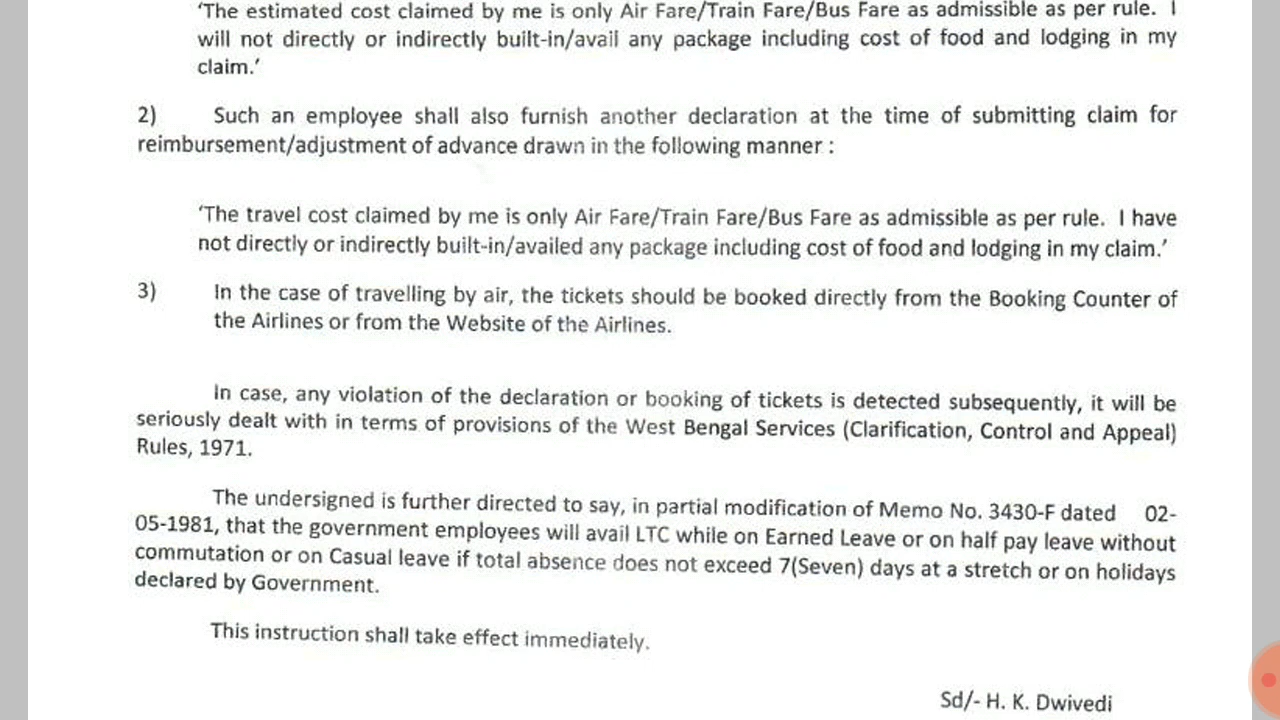 ‘The estimated cost claimed by me is only Air Fare/Train Fare/Bus Fare as admissible as per rule. I
will not directly or indirectly built-in/avail any package including cost of food and lodging in my
claim.’
2) Such an employee shall also furnish another declaration at the time of submitting claim for
reimbursement/adjustment of advance drawn in the following manner :
‘The travel cost claimed by me is only Air Fare/Train Fare/Bus Fare as admissible as per rule. I have
not directly or indirectly built-in/availed any package including cost of food and lodging in my claim.’
3) In the case of travelling by air, the tickets should be booked directly from the Booking Counter of
the Airlines or from the Website of the Airlines.
In case, any violation of the declaration or booking of tickets is detected subsequently, it will be
seriously dealt with in terms of provisions of the West Bengal Services (Clarification, Control and Appeal)
Rules, 1971.
The undersigned is further directed to say, in partial modification of Memo No. 3430-F dated 02-
05-1981, that the government employees will avail LTC while on Earned Leave or on half pay leave without
commutation or on Casual leave if total absence does not exceed 7(Seven) days at a stretch or on holidays
declared by Government.
This instruction shall take effect immediately.
Sd/- H. K. Dwivedi